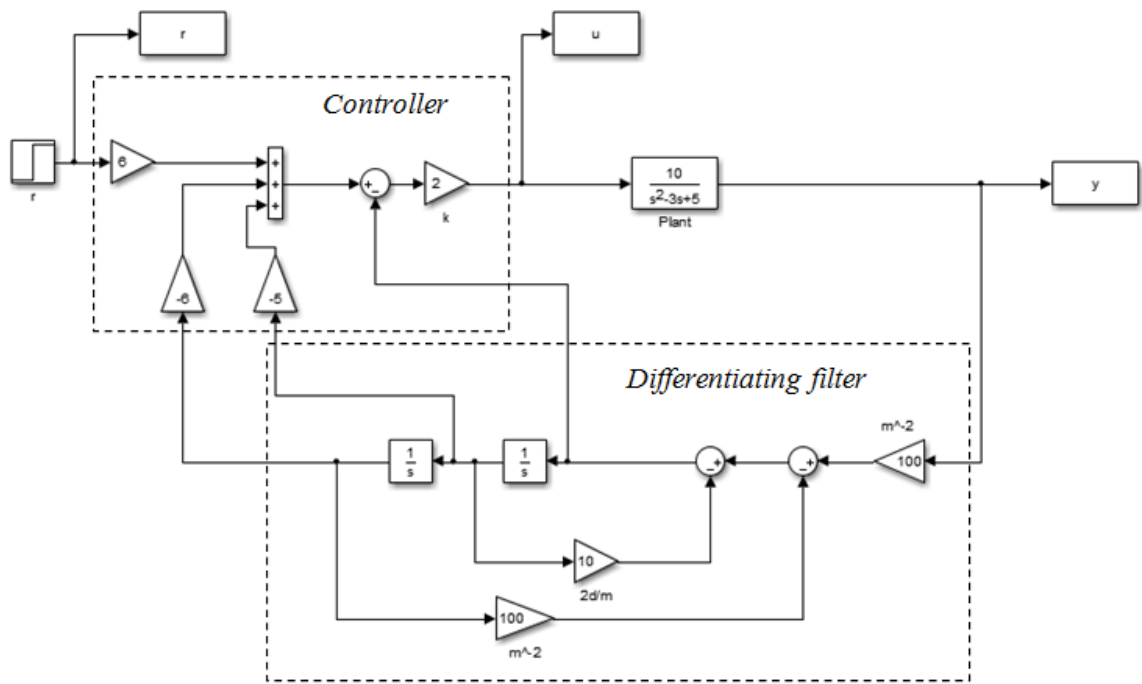 r
u
Controller
6
+
+
+
+
-
2
k
r
10
s²-3s+5
Plant
y
-6
-5
Differentiating filter
m^-2
1
s
1
s
-
+
-
+
100
10
2d/m
100
m^-2